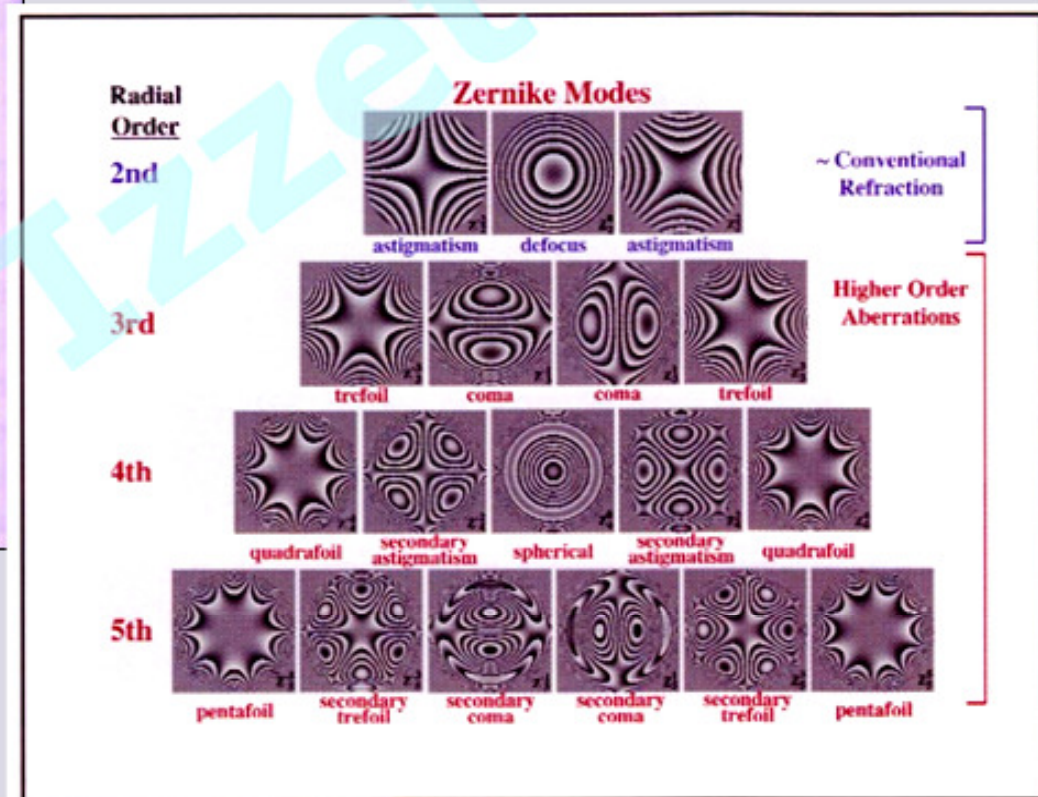 Izzet
Zernike Modes
Radial
Order
2nd
astigmatism defocus astigmatism
~ Conventional
Refraction
3rd
trefoil coma coma trefoil
Higher Order
Aberrations
4th
quadrafoil secondary astigmatism spherical secondary astigmatism quadrafoil
5th
pentafoil secondary trefoil secondary coma secondary coma secondary trefoil pentafoil